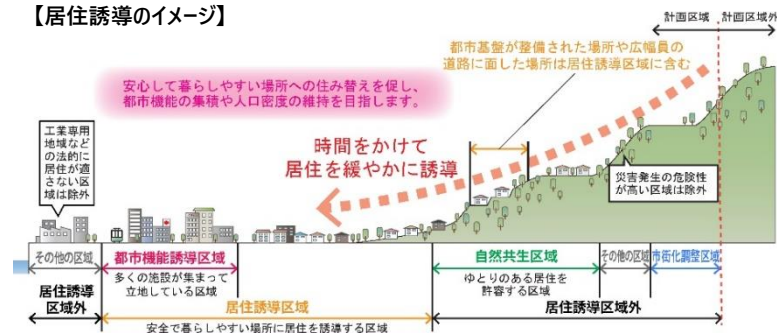 【居住誘導のイメージ】
計画区域
計画区域外
都市基盤が整備された場所や広幅員の
道路に面した場所は居住誘導区域に含む
安心して暮らしやすい場所への住み替えを促し、
都市機能の集積や人口密度の維持を目指します。
工業専用
地域など
の法的に
居住が適
さない区
域は除外
時間をかけて
居住を緩やかに誘導
災害発生の危険性
が高い区域は除外
その他の区域
都市機能誘導区域
多くの施設が集まって
立地している区域
自然共生区域
ゆとりのある居住を
許容する区域
その他の区域
市街化調整区域
居住誘導
区域外
居住誘導区域
安全で暮らしやすい場所に居住を誘導する区域
居住誘導区域外